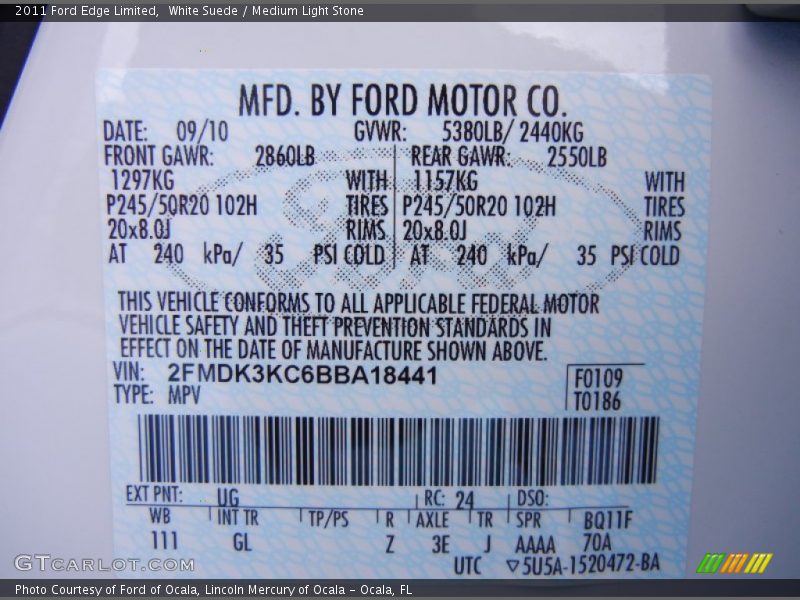 2011 Ford Edge Limited, White Suede / Medium Light Stone
MFD. BY FORD MOTOR CO.
DATE: 09/10 GVWR: 5380LB/ 2440KG
FRONT GAWR: 2860LB REAR GAWR: 2550LB
1297KG WITH 1157KG WITH
P245/50R20 102H TIRES P245/50R20 102H TIRES
20x8.0J RIMS 20x8.0J RIMS
AT 240 kPa/ 35 PSI COLD AT 240 kPa/ 35 PSI COLD
THIS VEHICLE CONFORMS TO ALL APPLICABLE FEDERAL MOTOR
VEHICLE SAFETY AND THEFT PREVENTION STANDARDS IN
EFFECT ON THE DATE OF MANUFACTURE SHOWN ABOVE.
VIN: 2FMDK3KC6BBA18441 F0109
TYPE: MPV T0186
EXT PNT: UG RC: 24 DSO:
WB INT TR TP/PS R AXLE TR SPR BQ11F
111 GL Z 3E J AAAA 70A
UTC ▽5U5A-1520472-BA
GTCARLOT.COM
Photo Courtesy of Ford of Ocala, Lincoln Mercury of Ocala - Ocala, FL